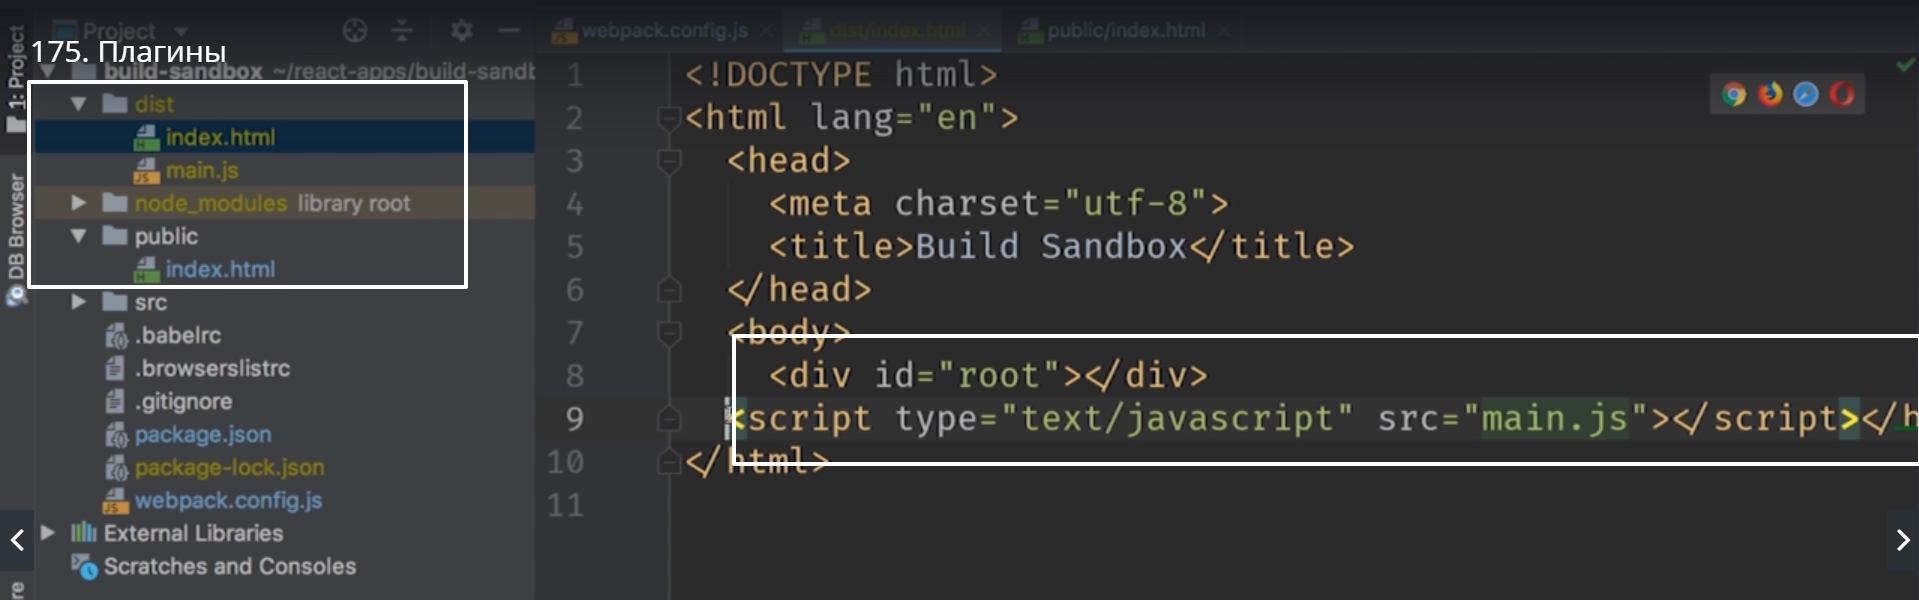 Project
webpack.config.js
dist/index.html
public/index.html
175. Плагины
1: Project
build-sandbox ~/react-apps/build-sandb
dist
index.html
main.js
node_modules library root
public
index.html
src
.babelrc
.browserslistrc
.gitignore
package.json
package-lock.json
webpack.config.js
External Libraries
Scratches and Consoles
DB Browser
re
1 <!DOCTYPE html>
2 <html lang="en">
3 <head>
4 <meta charset="utf-8">
5 <title>Build Sandbox</title>
6 </head>
7 <body>
8 <div id="root"></div>
9 <script type="text/javascript" src="main.js"></script></b
10 </html>
11